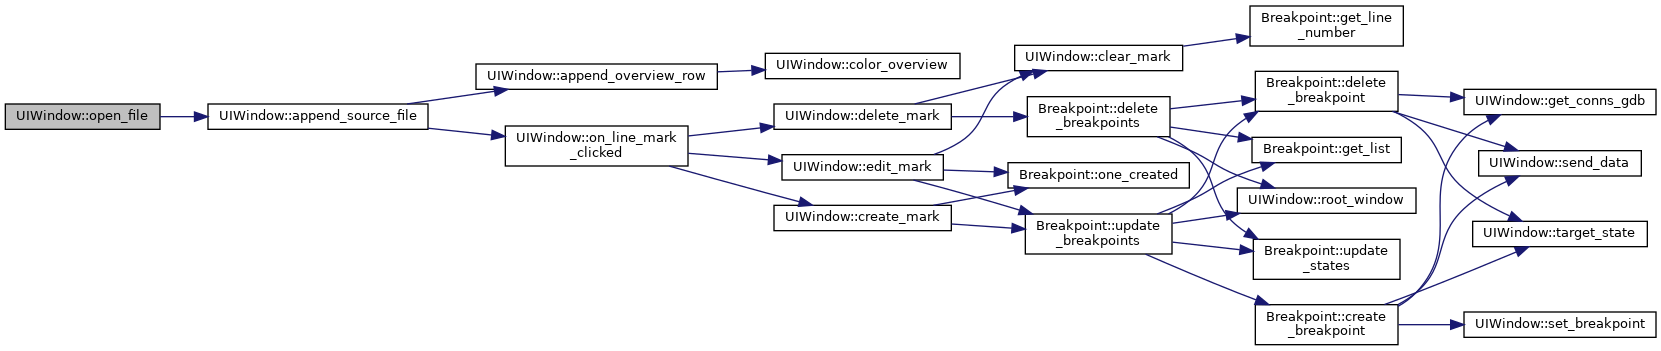 UIWindow::open_file
UIWindow::append_source_file
UIWindow::append_overview_row
UIWindow::color_overview
UIWindow::on_line_mark
_clicked
UIWindow::delete_mark
UIWindow::edit_mark
UIWindow::create_mark
UIWindow::clear_mark
Breakpoint::get_line
_number
Breakpoint::delete
_breakpoints
Breakpoint::one_created
Breakpoint::update
_breakpoints
Breakpoint::delete
_breakpoint
Breakpoint::get_list
UIWindow::root_window
Breakpoint::update
_states
Breakpoint::create
_breakpoint
UIWindow::get_conns_gdb
UIWindow::send_data
UIWindow::target_state
UIWindow::set_breakpoint